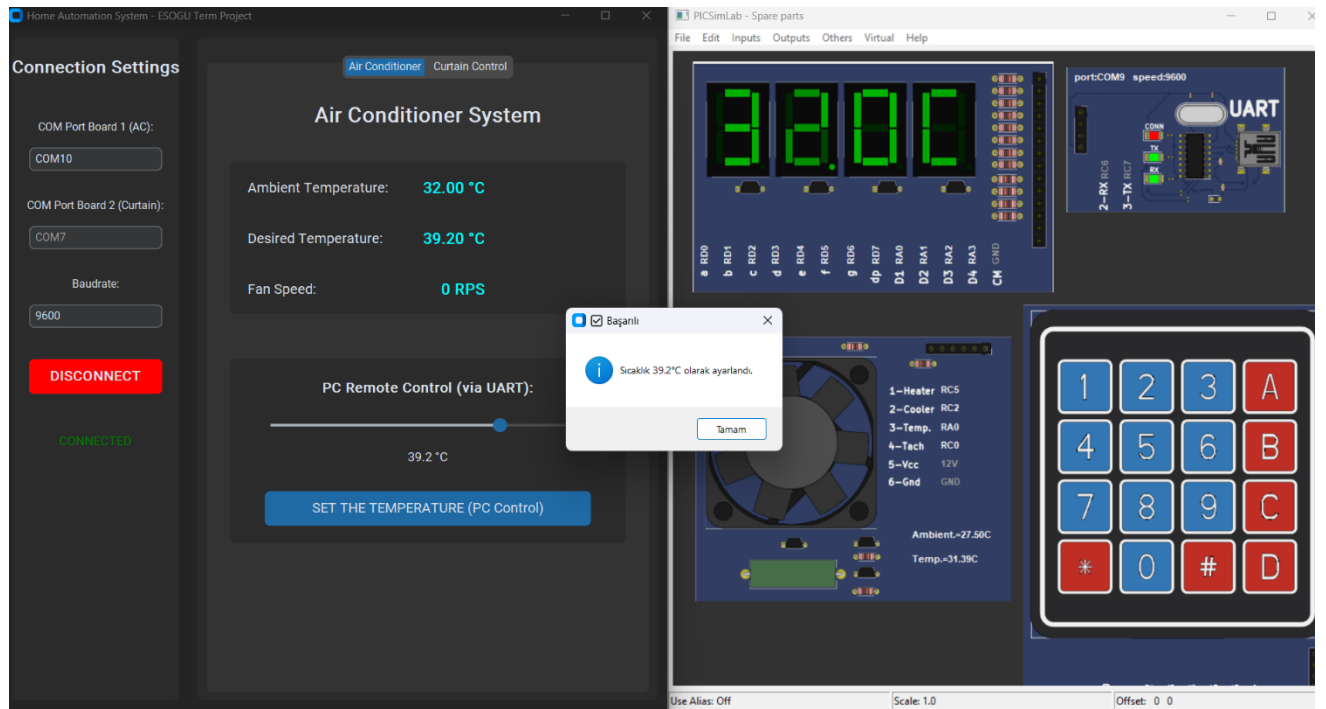 Home Automation System - ESOGU Term Project
Connection Settings
COM Port Board 1 (AC):
COM10
COM Port Board 2 (Curtain):
COM7
Baudrate:
9600
DISCONNECT
CONNECTED
Air Conditioner Curtain Control
Air Conditioner System
Ambient Temperature: 32.00 °C
Desired Temperature: 39.20 °C
Fan Speed: 0 RPS
PC Remote Control (via UART):
39.2 °C
SET THE TEMPERATURE (PC Control)
Başarılı
Sıcaklık 39.2°C olarak ayarlandı.
Tamam
PICSimLab - Spare parts
File Edit Inputs Outputs Others Virtual Help
32.0C
a RD0
b RD1
c RD2
d RD3
e RD4
f RD5
g RD6
dp RD7
D1 RA0
D2 RA1
D3 RA2
D4 RA3
CM GND
port:COM9 speed:9600
UART
CONN
TX
RX
2-RX RC6
3-TX RC7
1-Heater RC5
2-Cooler RC2
3-Temp. RA0
4-Tach RC0
5-Vcc 12V
6-Gnd GND
Ambient.=27.50C
Temp.=31.39C
1 2 3 A
4 5 6 B
7 8 9 C
* 0 # D
Use Alias: Off
Scale: 1.0
Offset: 0 0